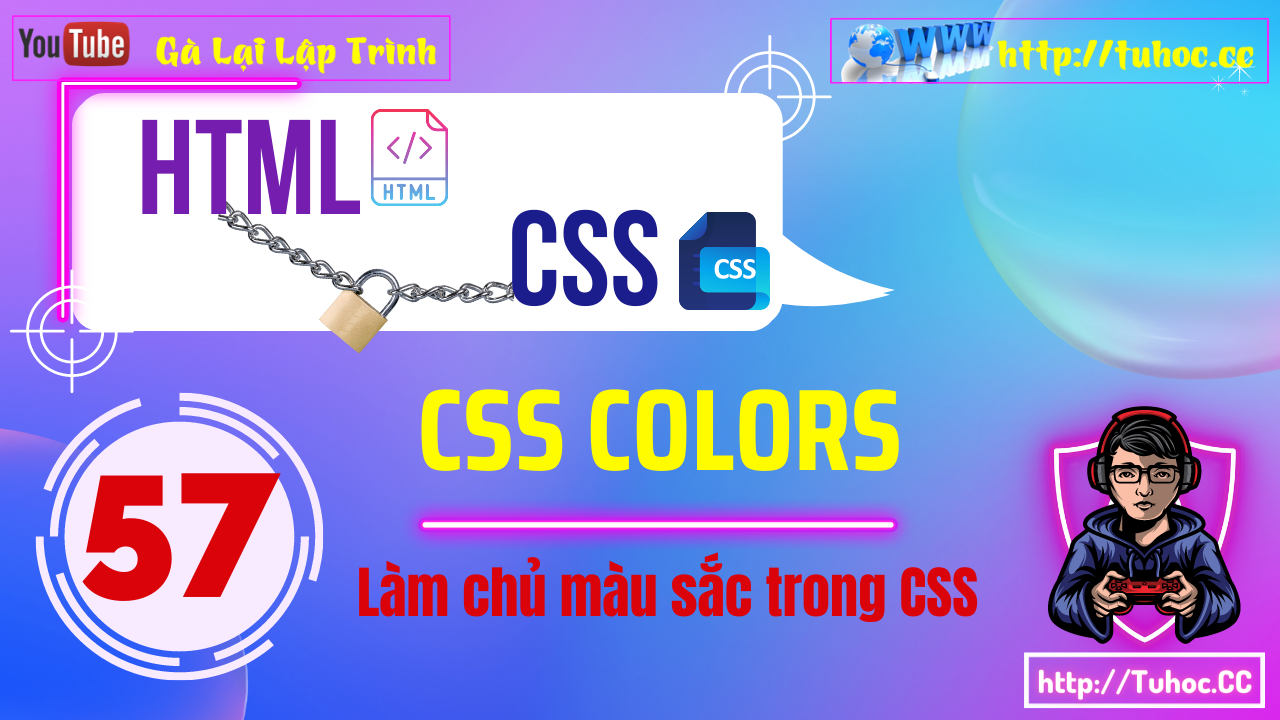 YouTube
Gà Lại Lập Trình
WWW
http://tuhoc.cc
HTML
</>
HTML
CSS
CSS
CSS COLORS
57
Làm chủ màu sắc trong CSS
http://Tuhoc.CC